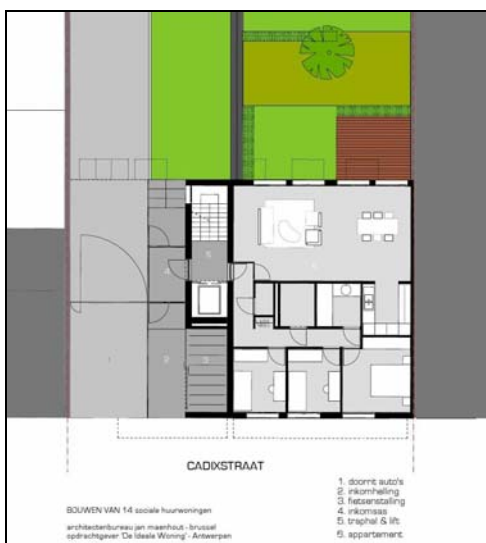 CADIXSTRAAT
BOUWEN VAN 14 sociale huurwoningen
architectenbureau jan maenhout - brussel
opdrachtgever 'De Ideale Woning' - Antwerpen
1. doorrit auto's
2. inkomhelling
3. fietsenstalling
4. inkomsas
5. traphal & lift
6. appartement